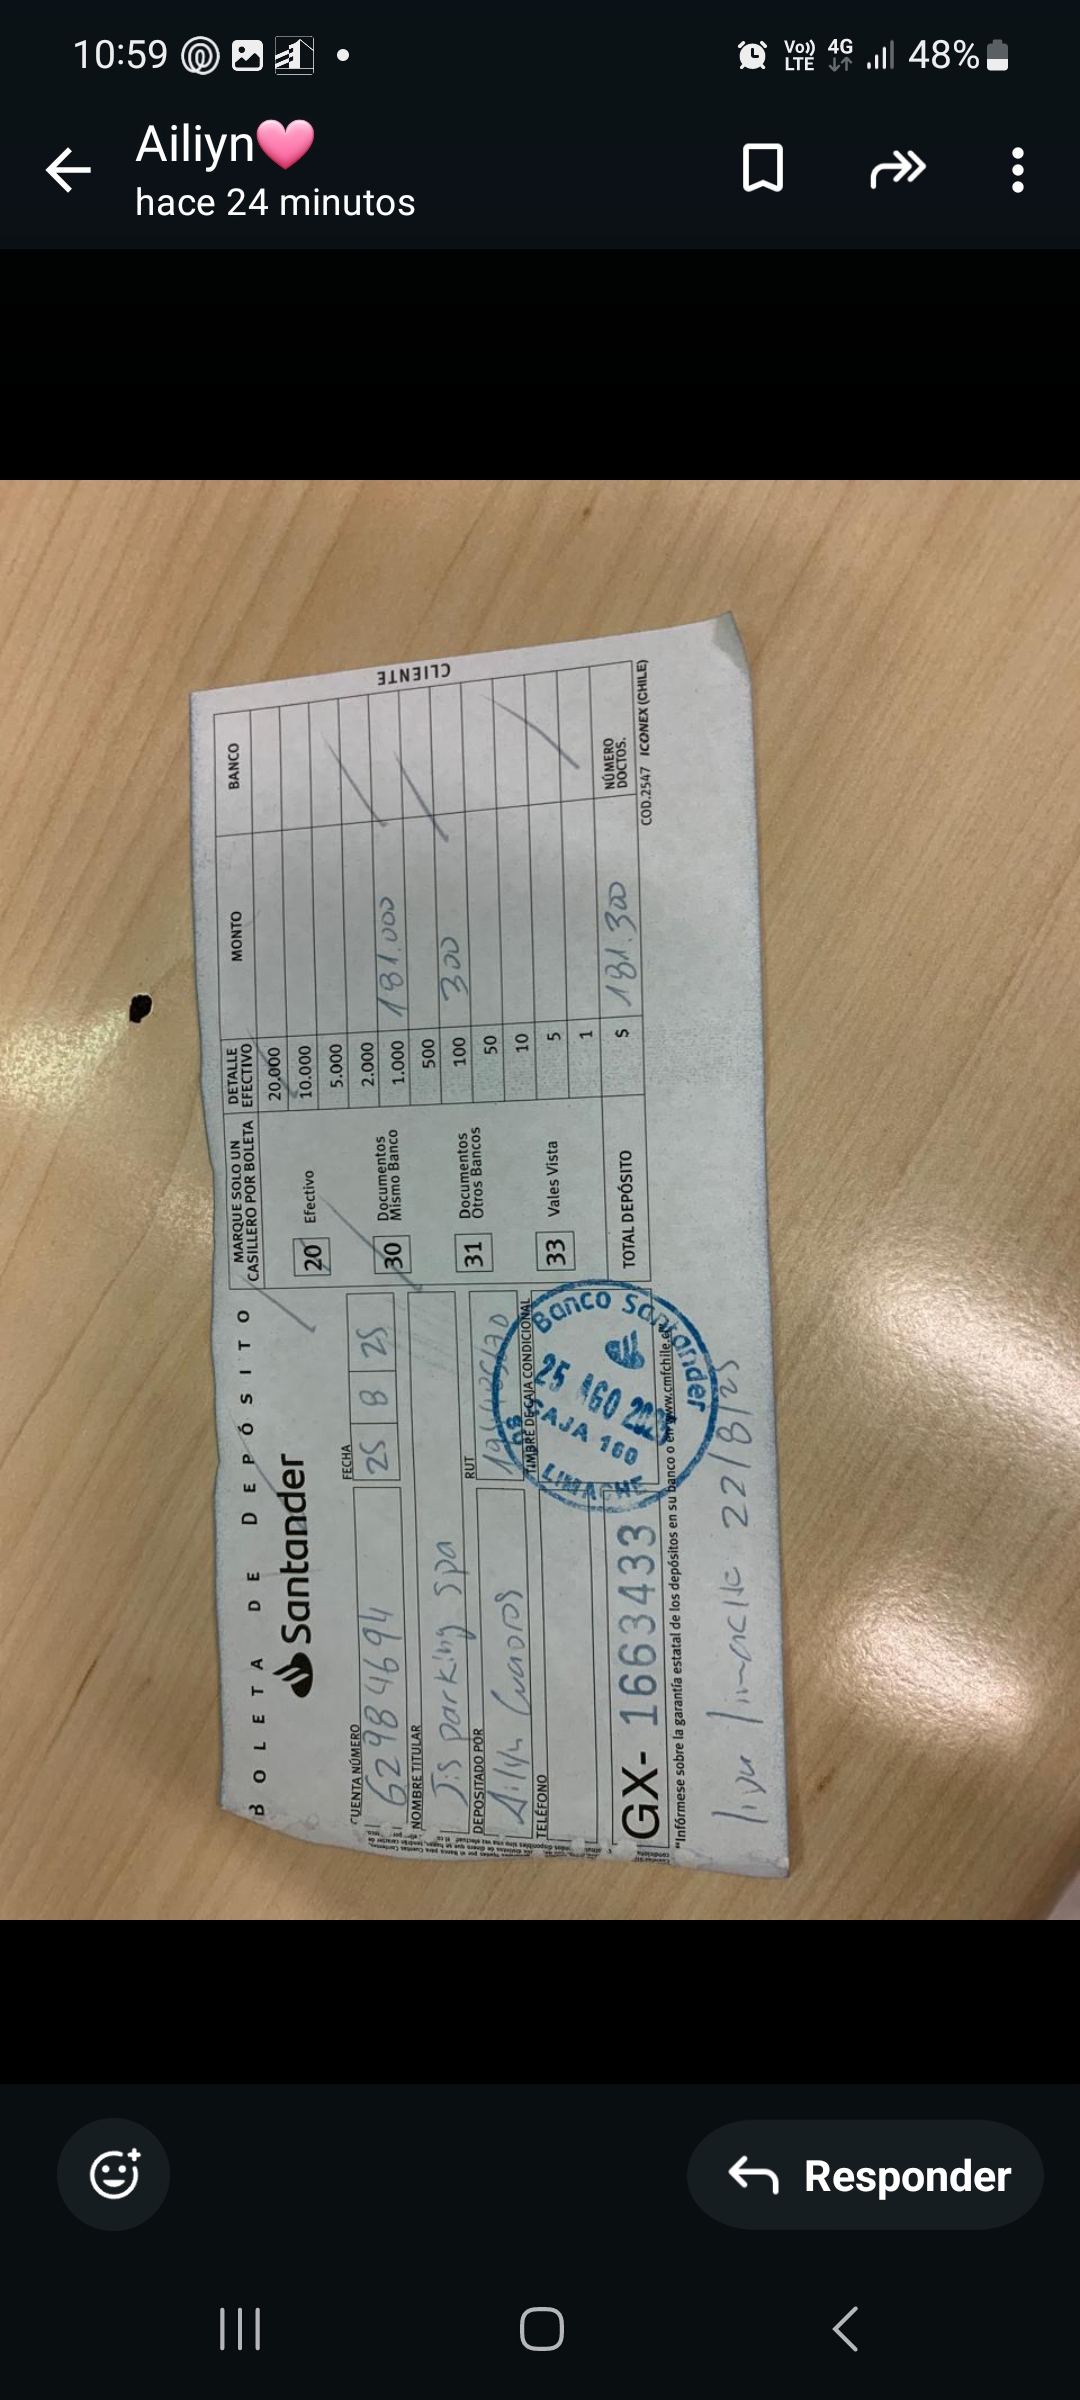 10:59
Vo)) LTE 4G 48%
Ailiyn🩷
hace 24 minutos
BOLETA DE DEPÓSITO
Santander
FECHA
25 8 25
CUENTA NÚMERO
62984694
NOMBRE TITULAR
Jis parking spa
DEPOSITADO POR
RUT
TELÉFONO
TIMBRE DE CAJA CONDICIONAL
GX- 1663433
"Infórmese sobre la garantía estatal de los depósitos en su banco o en www.cmfchile.cl"
Banco Santander
25 AGO
CAJA 160
LIMACHE
limache 22/8/25
MARQUE SOLO UN CASILLERO POR BOLETA
20 Efectivo
30 Documentos Mismo Banco
31 Documentos Otros Bancos
33 Vales Vista
TOTAL DEPÓSITO
DETALLE EFECTIVO MONTO BANCO
20.000
10.000
5.000
2.000
1.000 181.000
500
100 300
50
10
5
1
$ 181.300
NÚMERO DOCTOS.
COD.2547 ICONEX (CHILE)
CLIENTE
Responder